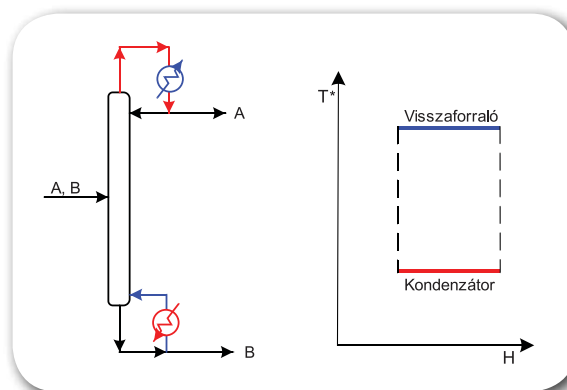 A
A, B
B
T*
Visszaforraló
Kondenzátor
H